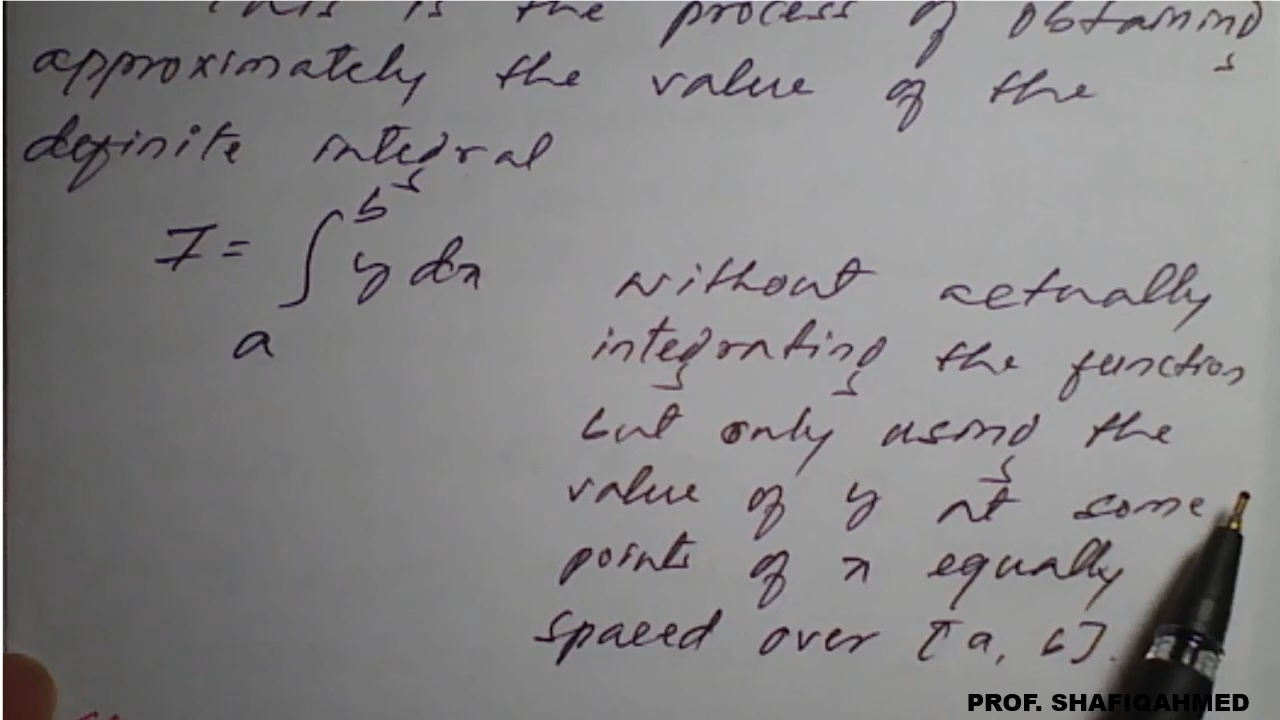 This is the process of obtaining
approximately the value of the
definite integral
I = ∫ₐᵇ y dx
without actually
integrating the function
but only using the
value of y at some
points of x equally
spaced over [a, b].
PROF. SHAFIQAHMED